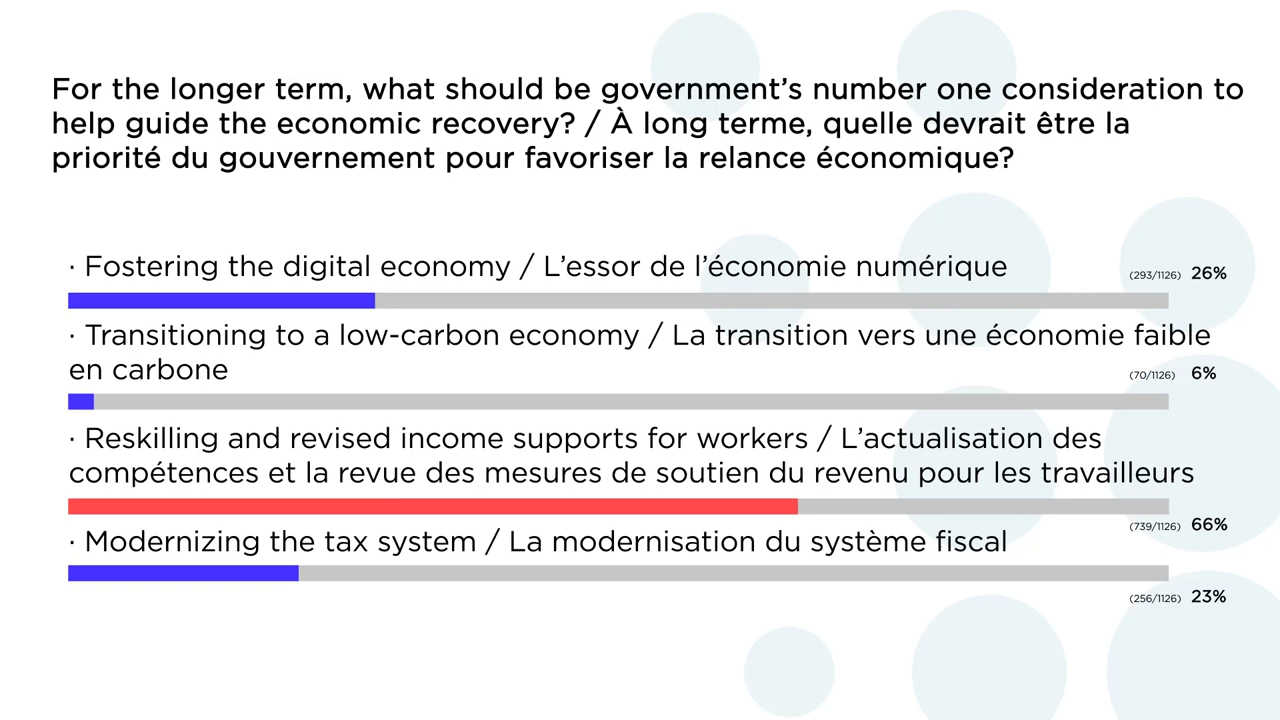 For the longer term, what should be government’s number one consideration to
help guide the economic recovery? / À long terme, quelle devrait être la
priorité du gouvernement pour favoriser la relance économique?
· Fostering the digital economy / L’essor de l’économie numérique
(293/1126) 26%
· Transitioning to a low-carbon economy / La transition vers une économie faible
en carbone
(70/1126) 6%
· Reskilling and revised income supports for workers / L’actualisation des
compétences et la revue des mesures de soutien du revenu pour les travailleurs
(739/1126) 66%
· Modernizing the tax system / La modernisation du système fiscal
(256/1126) 23%